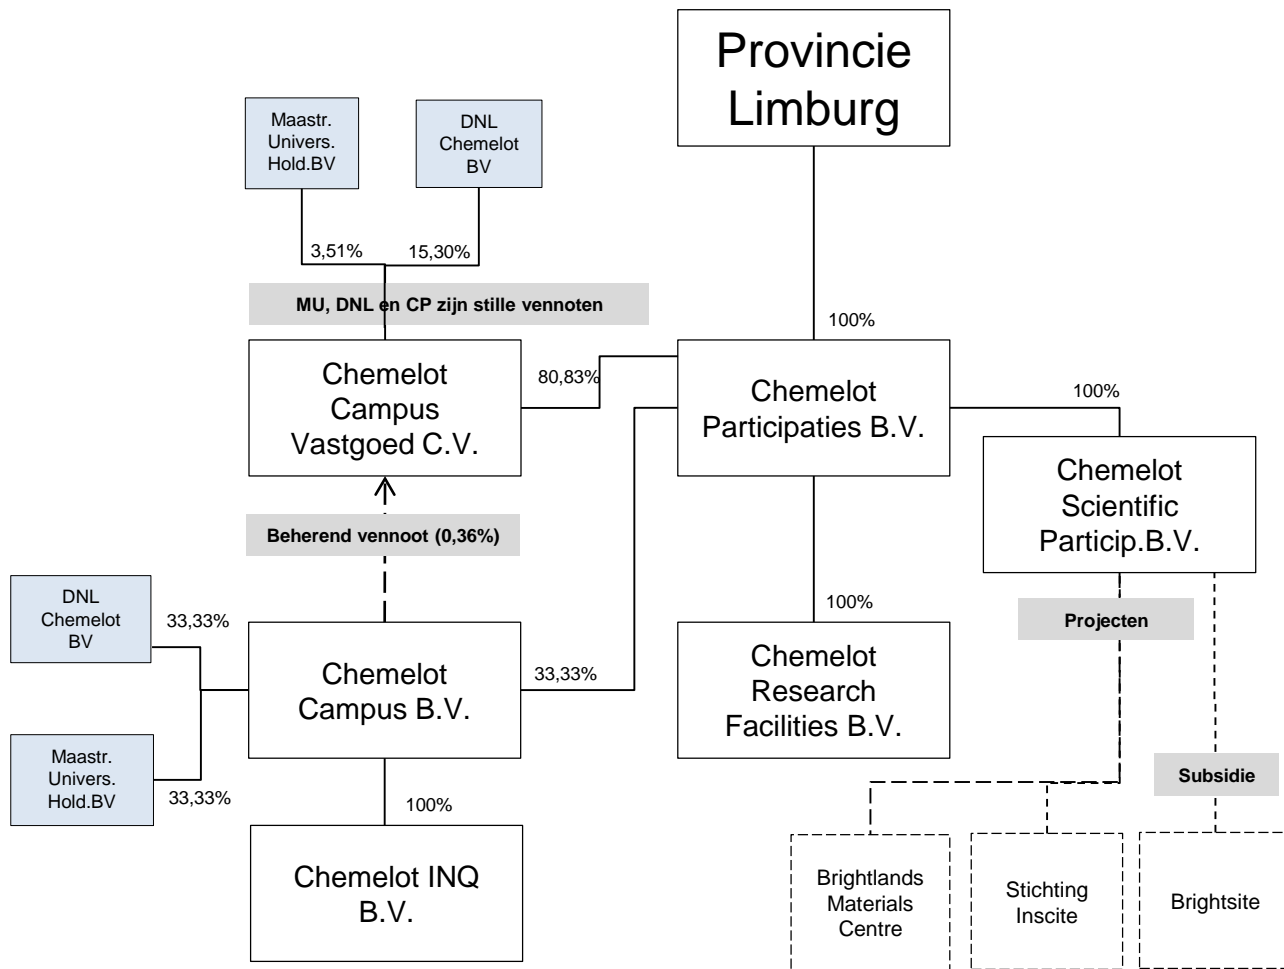 Provincie
Limburg
Maastr.
Univers.
Hold.BV
DNL
Chemelot
BV
3,51%
15,30%
MU, DNL en CP zijn stille vennoten
100%
Chemelot
Campus
Vastgoed C.V.
80,83%
Chemelot
Participaties B.V.
100%
Chemelot
Scientific
Particip.B.V.
Beherend vennoot (0,36%)
DNL
Chemelot
BV
33,33%
Chemelot
Campus B.V.
33,33%
100%
Chemelot
Research
Facilities B.V.
Projecten
Maastr.
Univers.
Hold.BV
33,33%
Subsidie
100%
Chemelot INQ
B.V.
Brightlands
Materials
Centre
Stichting
Inscite
Brightsite